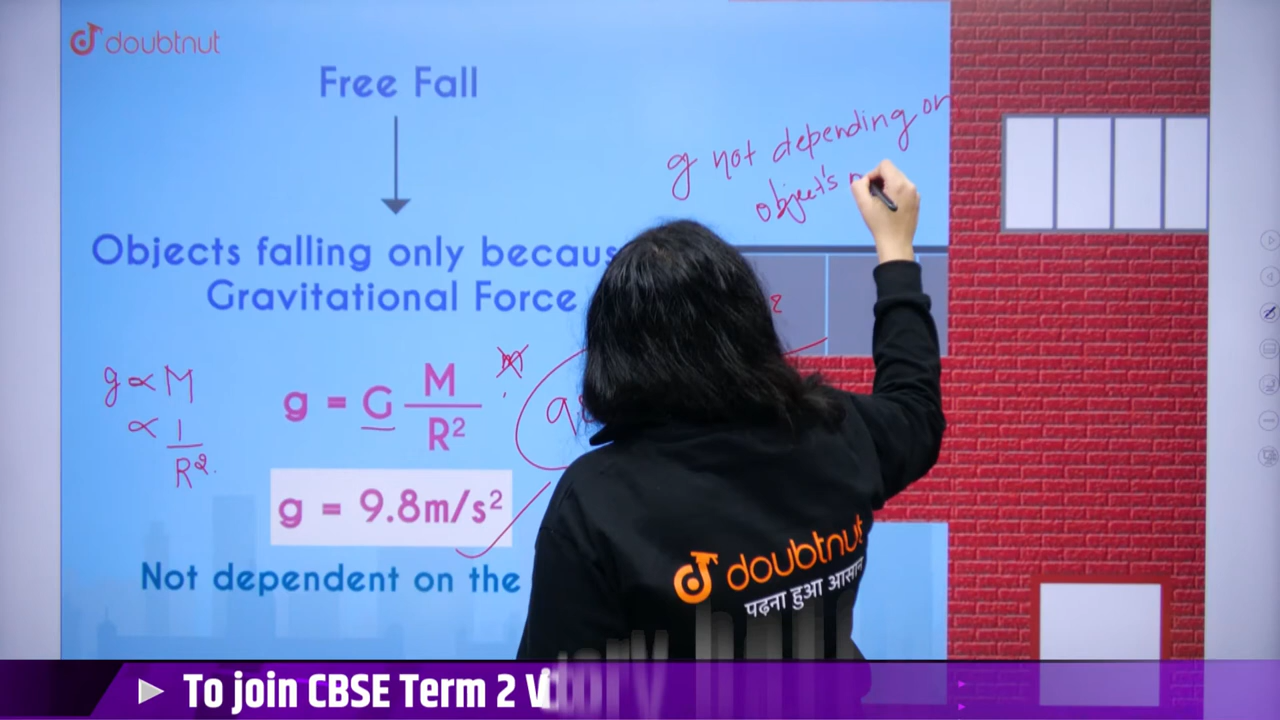 doubtnut
Free Fall
g not depending on
object's
Objects falling only becaus
Gravitational Force
g ∝ M
∝ 1/R²
g = G M/R²
g = 9.8m/s²
Not dependent on the
doubtnut
पढ़ना हुआ आसान
To join CBSE Term 2 V